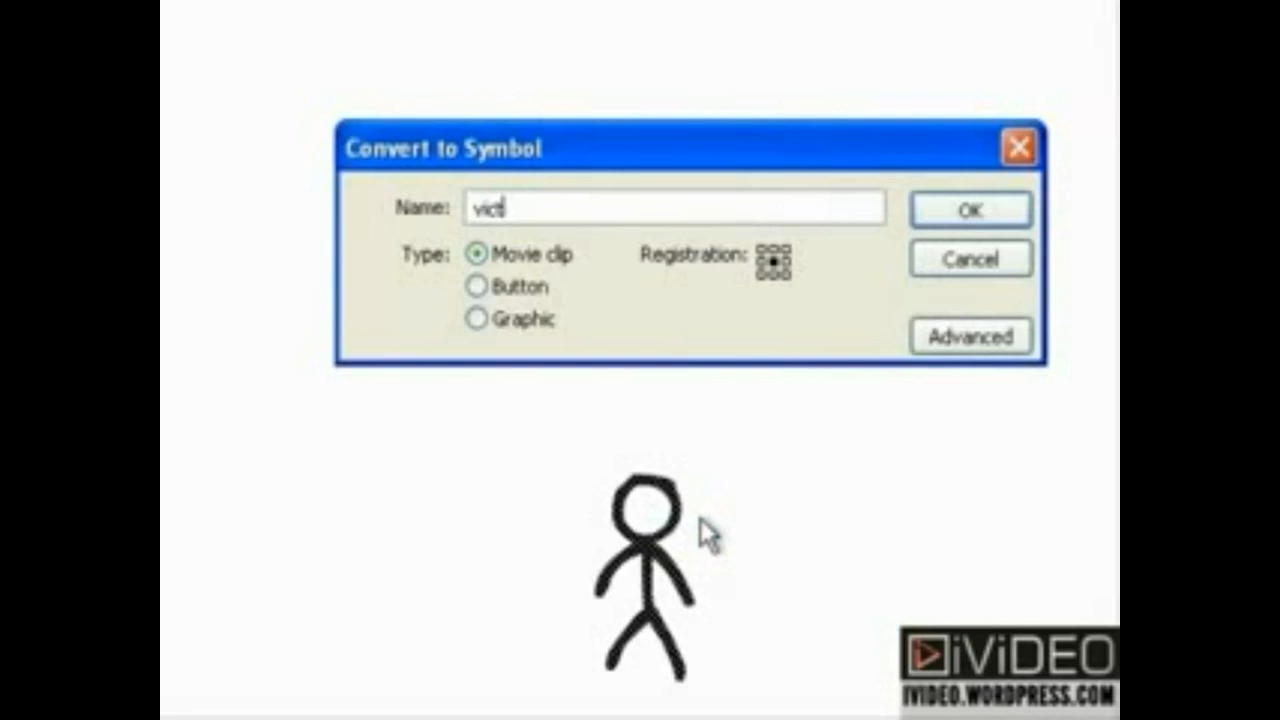 Convert to Symbol
Name: vict
OK
Type: Movie clip
Registration:
Cancel
Button
Graphic
Advanced
iViDEO
IVIDEO.WORDPRESS.COM